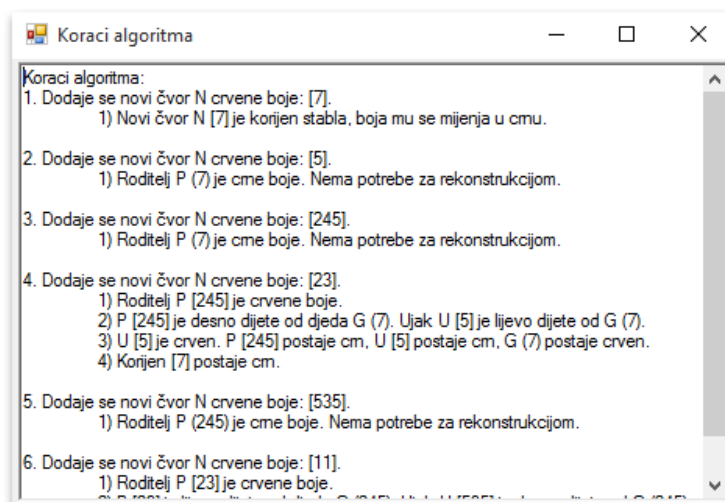 Koraci algoritma
Koraci algoritma:
1. Dodaje se novi čvor N crvene boje: [7].
1) Novi čvor N [7] je korijen stabla, boja mu se mijenja u crnu.
2. Dodaje se novi čvor N crvene boje: [5].
1) Roditelj P (7) je crne boje. Nema potrebe za rekonstrukcijom.
3. Dodaje se novi čvor N crvene boje: [245].
1) Roditelj P (7) je crne boje. Nema potrebe za rekonstrukcijom.
4. Dodaje se novi čvor N crvene boje: [23].
1) Roditelj P [245] je crvene boje.
2) P [245] je desno dijete od djeda G (7). Ujak U [5] je lijevo dijete od G (7).
3) U [5] je crven. P [245] postaje crn, U [5] postaje crn, G (7) postaje crven.
4) Korijen [7] postaje crn.
5. Dodaje se novi čvor N crvene boje: [535].
1) Roditelj P (245) je crne boje. Nema potrebe za rekonstrukcijom.
6. Dodaje se novi čvor N crvene boje: [11].
1) Roditelj P [23] je crvene boje.